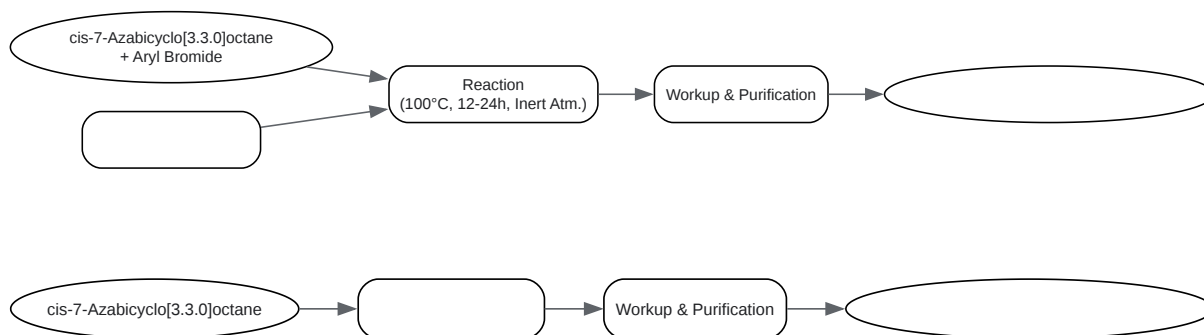 cis-7-Azabicyclo[3.3.0]octane
+ Aryl Bromide
Reaction
(100°C, 12-24h, Inert Atm.)
Workup & Purification
cis-7-Azabicyclo[3.3.0]octane
Workup & Purification